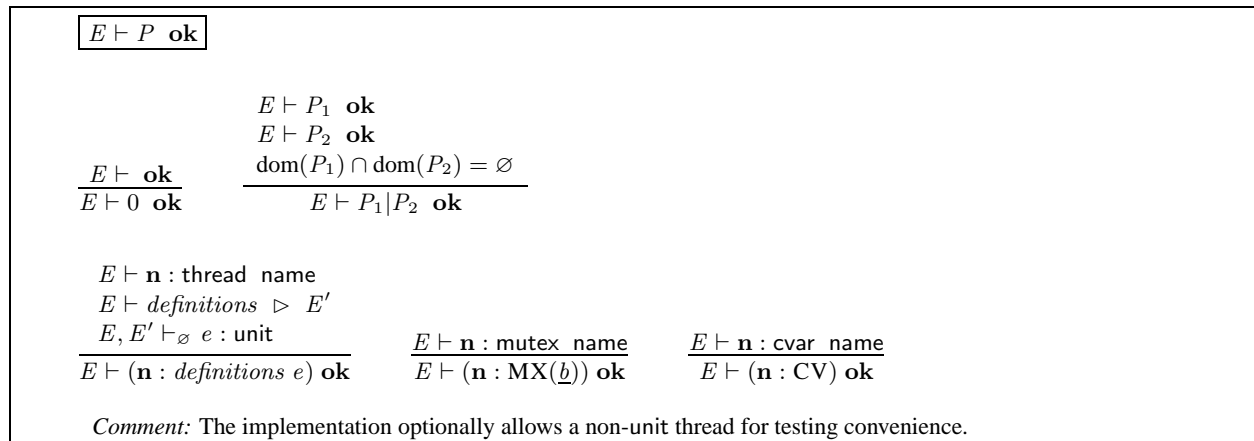 E ⊢ P ok
E ⊢ P₁ ok
E ⊢ P₂ ok
dom(P₁) ∩ dom(P₂) = ∅
E ⊢ ok
E ⊢ 0 ok
E ⊢ P₁|P₂ ok
E ⊢ n : thread name
E ⊢ definitions ▷ E′
E, E′ ⊢∅ e : unit
E ⊢ (n : definitions e) ok
E ⊢ n : mutex name
E ⊢ (n : MX(b)) ok
E ⊢ n : cvar name
E ⊢ (n : CV) ok
Comment: The implementation optionally allows a non-unit thread for testing convenience.